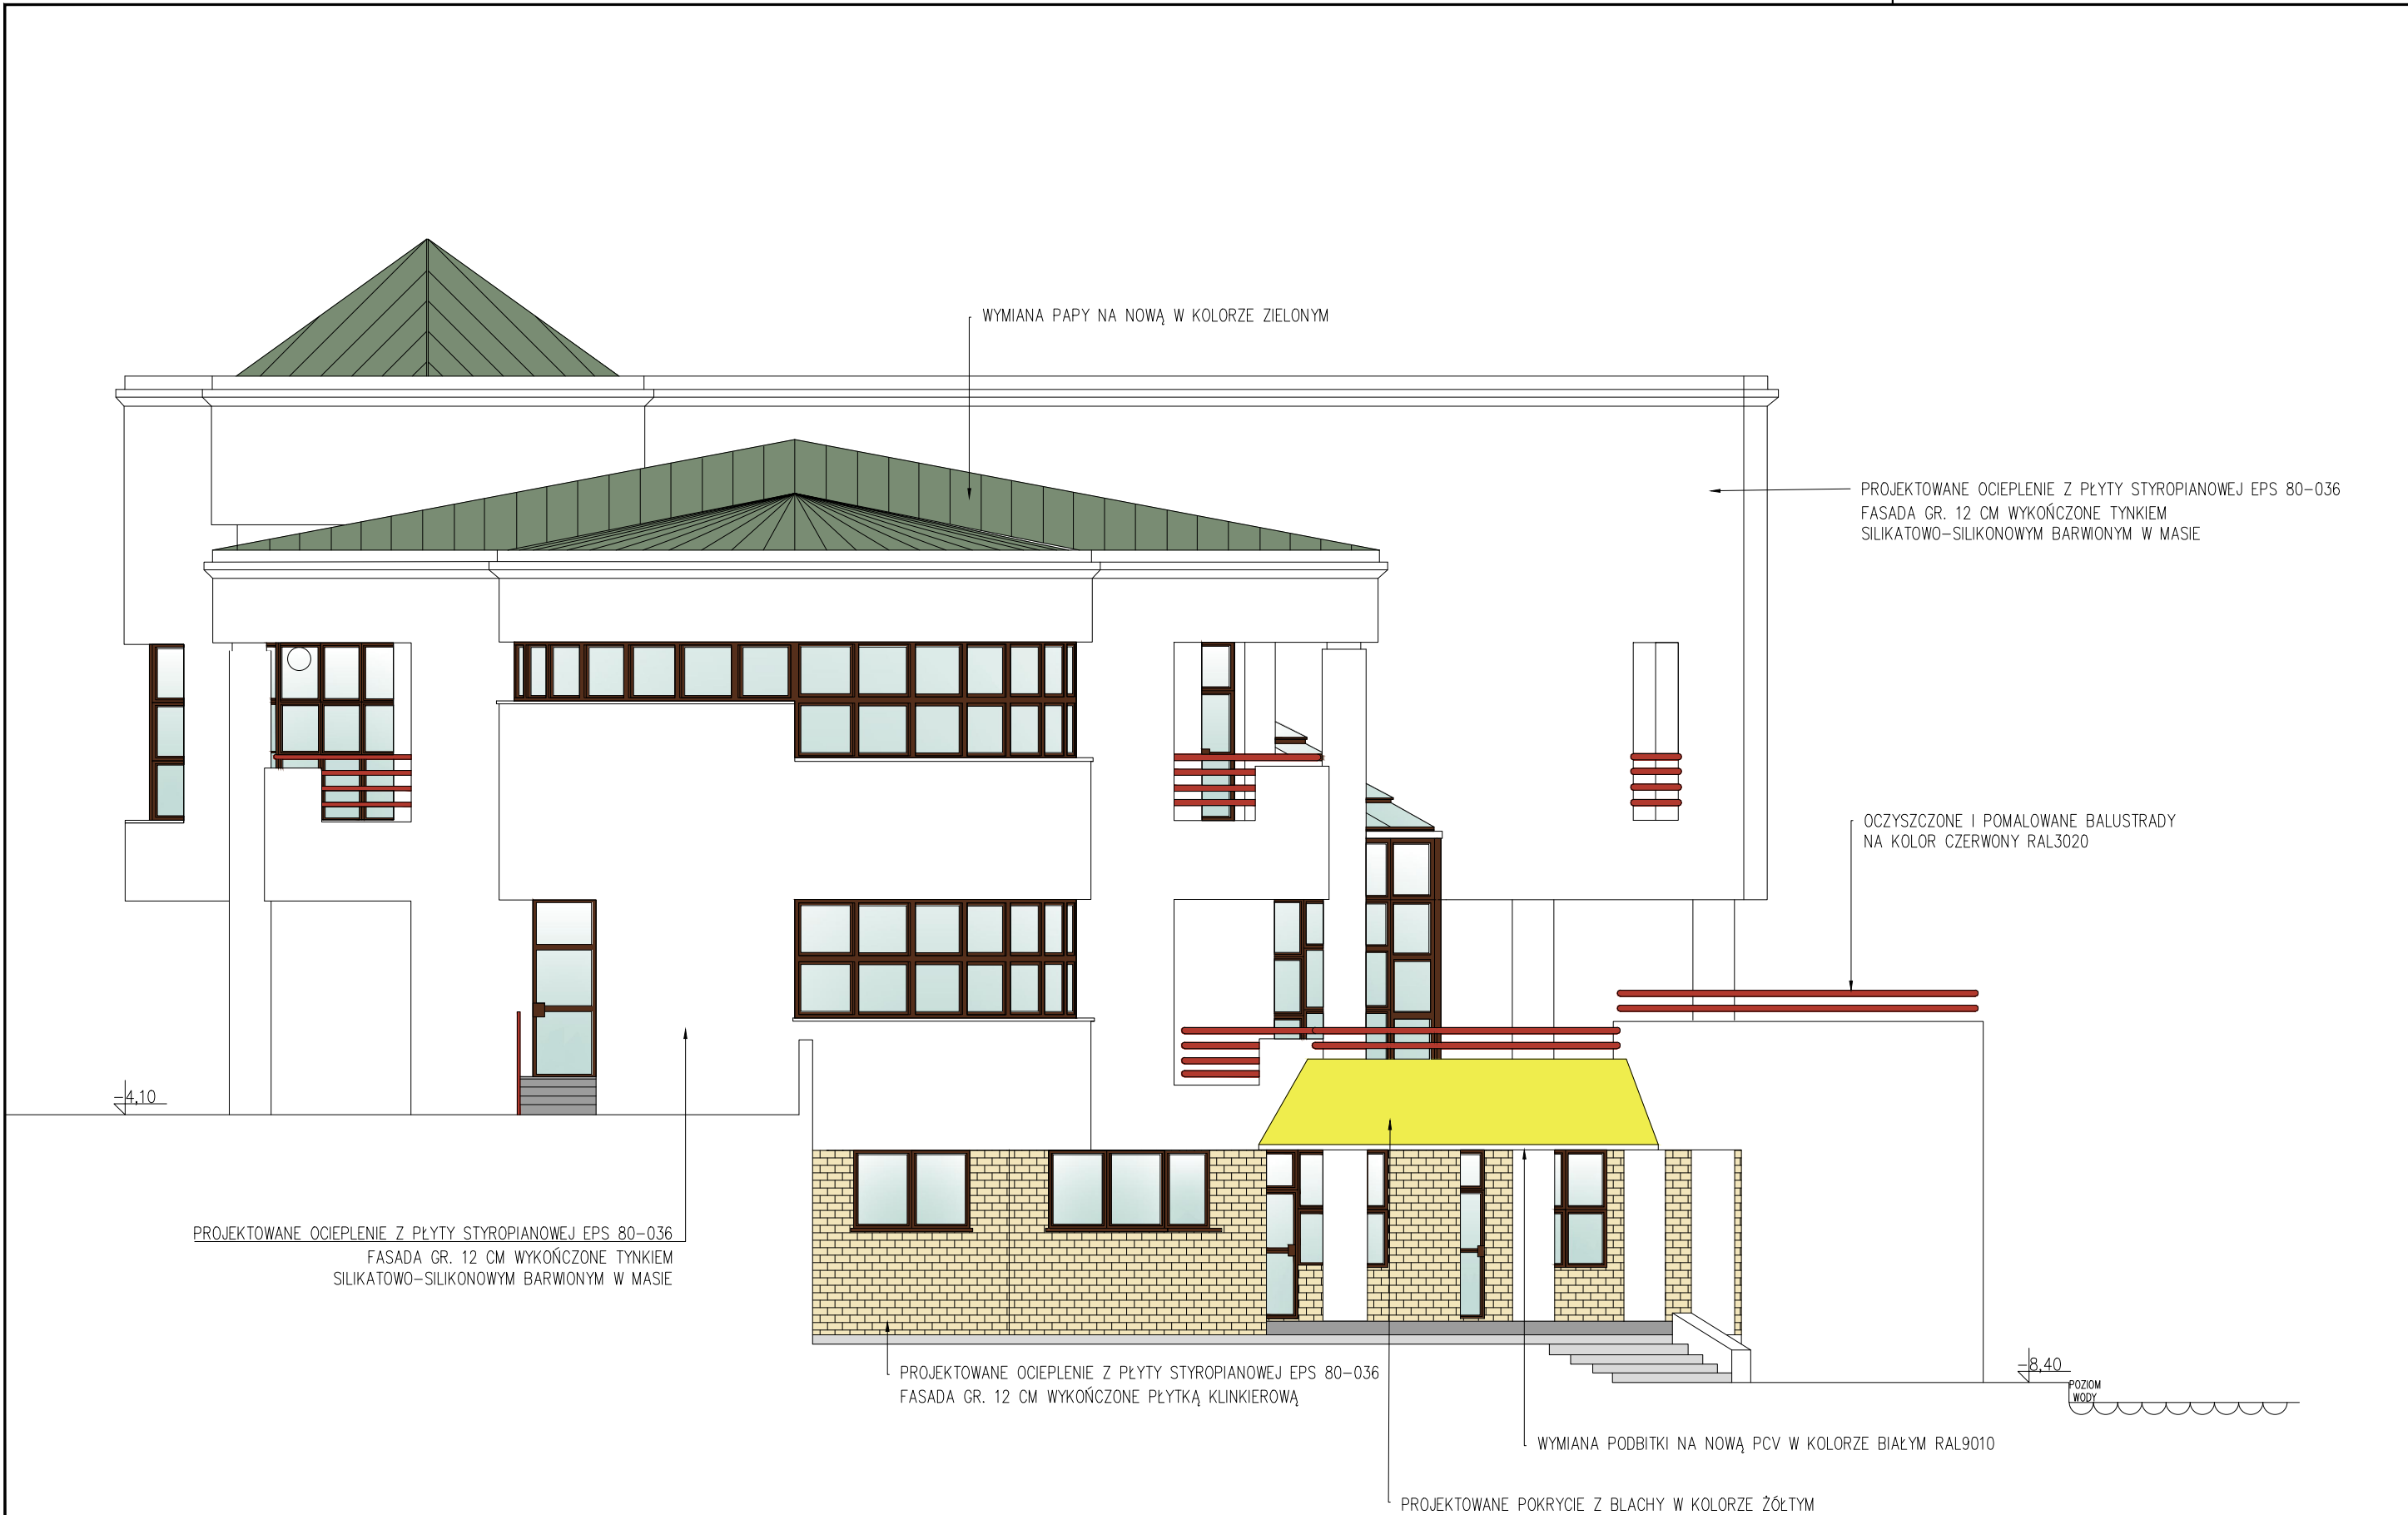 WYMIANA PAPY NA NOWĄ W KOLORZE ZIELONYM
PROJEKTOWANE OCIEPLENIE Z PŁYTY STYROPIANOWEJ EPS 80-036
FASADA GR. 12 CM WYKOŃCZONE TYNKIEM
SILIKATOWO-SILIKONOWYM BARWIONYM W MASIE
OCZYSZCZONE I POMALOWANE BALUSTRADY
NA KOLOR CZERWONY RAL3020
-4,10
PROJEKTOWANE OCIEPLENIE Z PŁYTY STYROPIANOWEJ EPS 80-036
FASADA GR. 12 CM WYKOŃCZONE TYNKIEM
SILIKATOWO-SILIKONOWYM BARWIONYM W MASIE
PROJEKTOWANE OCIEPLENIE Z PŁYTY STYROPIANOWEJ EPS 80-036
FASADA GR. 12 CM WYKOŃCZONE PŁYTKĄ KLINKIEROWĄ
-8,40
POZIOM
WODY
WYMIANA PODBITKI NA NOWĄ PCV W KOLORZE BIAŁYM RAL9010
PROJEKTOWANE POKRYCIE Z BLACHY W KOLORZE ŻÓŁTYM